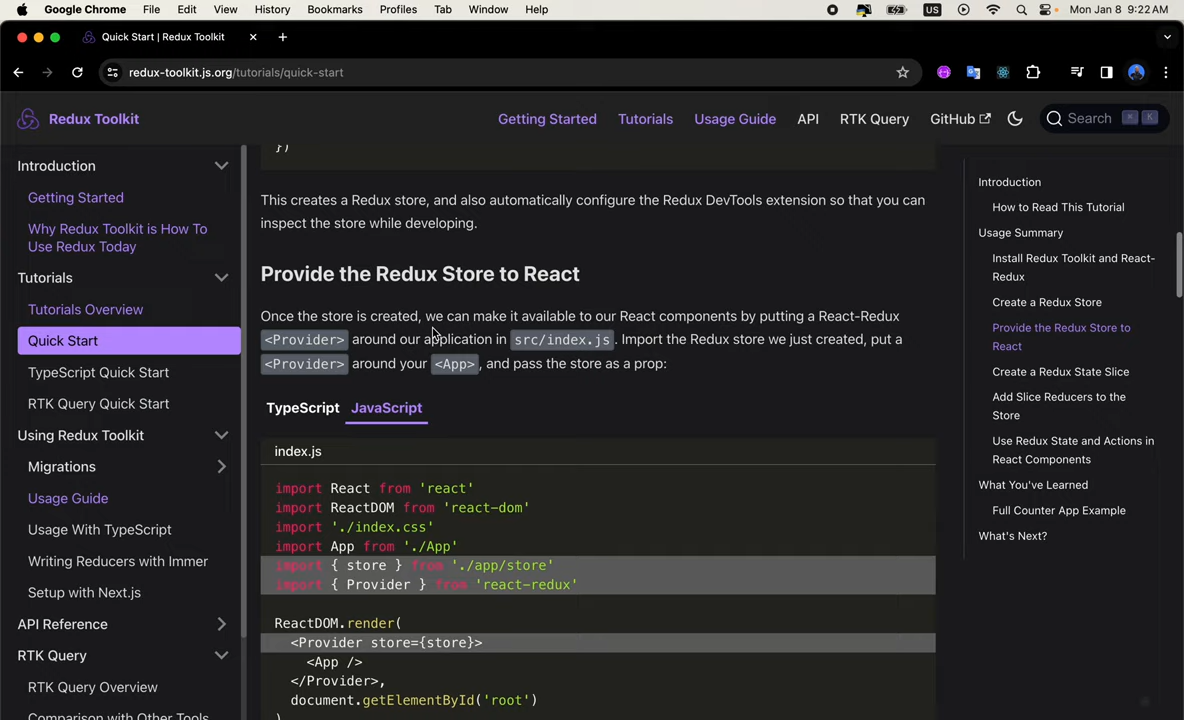 Google Chrome File Edit View History Bookmarks Profiles Tab Window Help US Mon Jan 8 9:22 AM
Quick Start | Redux Toolkit
redux-toolkit.js.org/tutorials/quick-start
Redux Toolkit Getting Started Tutorials Usage Guide API RTK Query GitHub Search ⌘ K
Introduction
Getting Started
Why Redux Toolkit is How To
Use Redux Today
Tutorials
Tutorials Overview
Quick Start
TypeScript Quick Start
RTK Query Quick Start
Using Redux Toolkit
Migrations
Usage Guide
Usage With TypeScript
Writing Reducers with Immer
Setup with Next.js
API Reference
RTK Query
RTK Query Overview
Comparison with Other Tools
})
This creates a Redux store, and also automatically configure the Redux DevTools extension so that you can
inspect the store while developing.
Provide the Redux Store to React
Once the store is created, we can make it available to our React components by putting a React-Redux
<Provider> around our application in src/index.js. Import the Redux store we just created, put a
<Provider> around your <App>, and pass the store as a prop:
TypeScript JavaScript
index.js
import React from 'react'
import ReactDOM from 'react-dom'
import './index.css'
import App from './App'
import { store } from './app/store'
import { Provider } from 'react-redux'
ReactDOM.render(
<Provider store={store}>
<App />
</Provider>,
document.getElementById('root')
)
Introduction
How to Read This Tutorial
Usage Summary
Install Redux Toolkit and React-
Redux
Create a Redux Store
Provide the Redux Store to
React
Create a Redux State Slice
Add Slice Reducers to the
Store
Use Redux State and Actions in
React Components
What You've Learned
Full Counter App Example
What's Next?